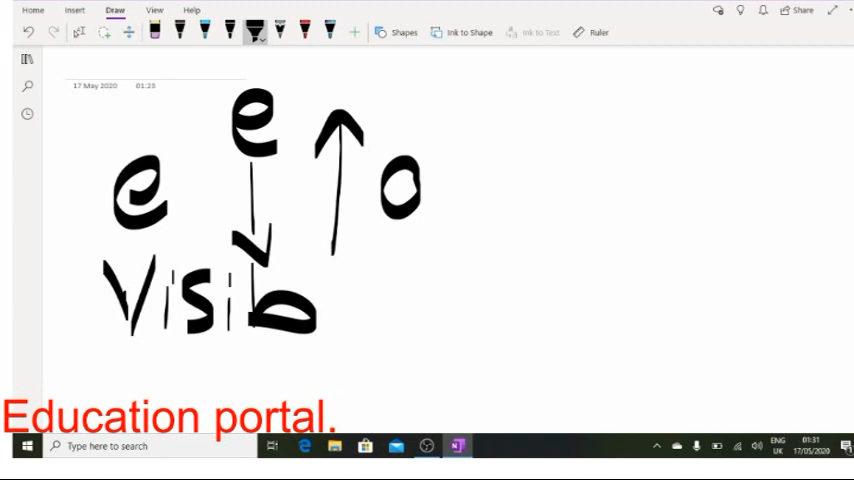 Home Insert Draw View Help Share
Shapes Ink to Shape Ink to Text Ruler
17 May 2020 01:23
e
e o
Visib
Education portal.
Type here to search ENG 01:31
UK 17/05/2020